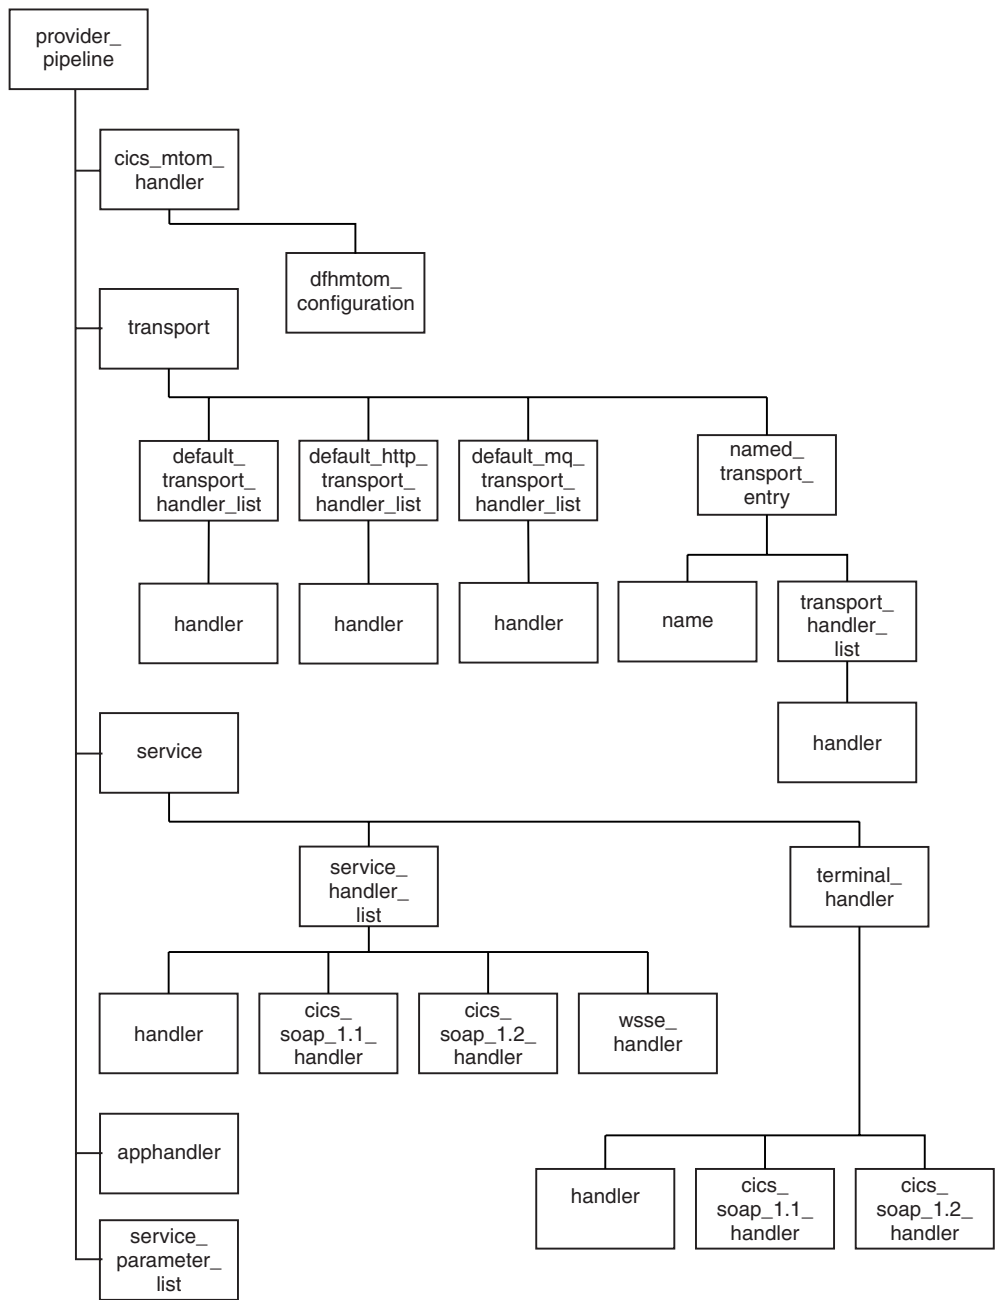 provider_
pipeline
cics_mtom_
handler
dfhmtom_
configuration
transport
default_
transport_
handler_list
default_http_
transport_
handler_list
default_mq_
transport_
handler_list
named_
transport_
entry
handler
handler
handler
name
transport_
handler_
list
handler
service
service_
handler_
list
terminal_
handler
handler
cics_
soap_1.1_
handler
cics_
soap_1.2_
handler
wsse_
handler
apphandler
handler
cics_
soap_1.1_
handler
cics_
soap_1.2_
handler
service_
parameter_
list